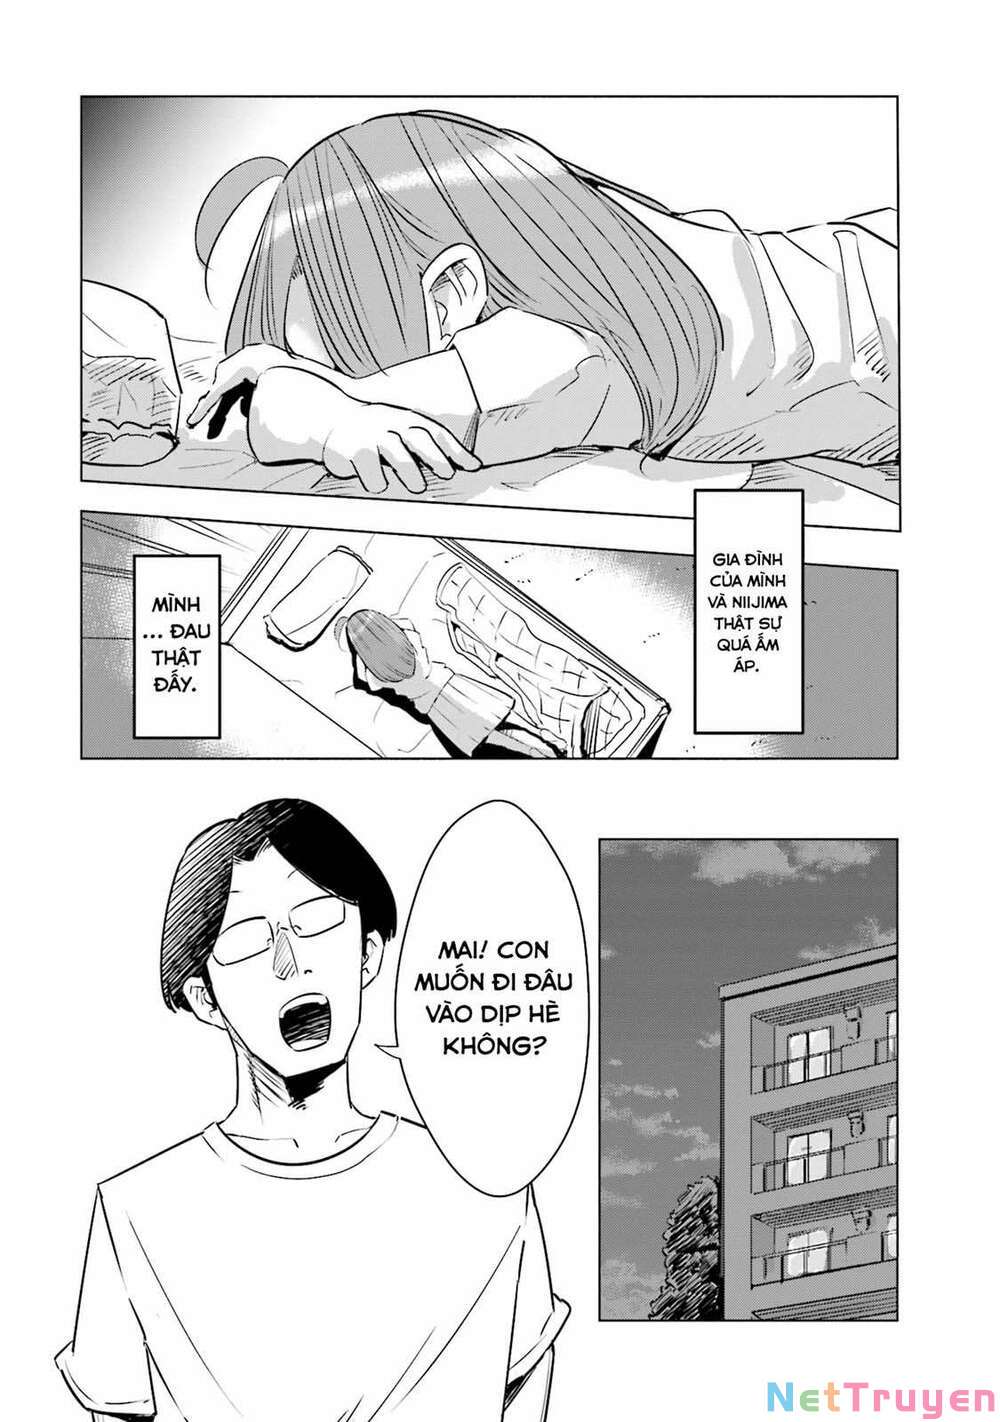 GIA ĐÌNH
CỦA MÌNH
VÀ NIIJIMA
THẬT SỰ
QUÁ ẤM
ÁP.
MÌNH
... ĐAU
THẬT
ĐẤY.
MAI! CON
MUỐN ĐI ĐÂU
VÀO DỊP HÈ
KHÔNG?
NetTruyen